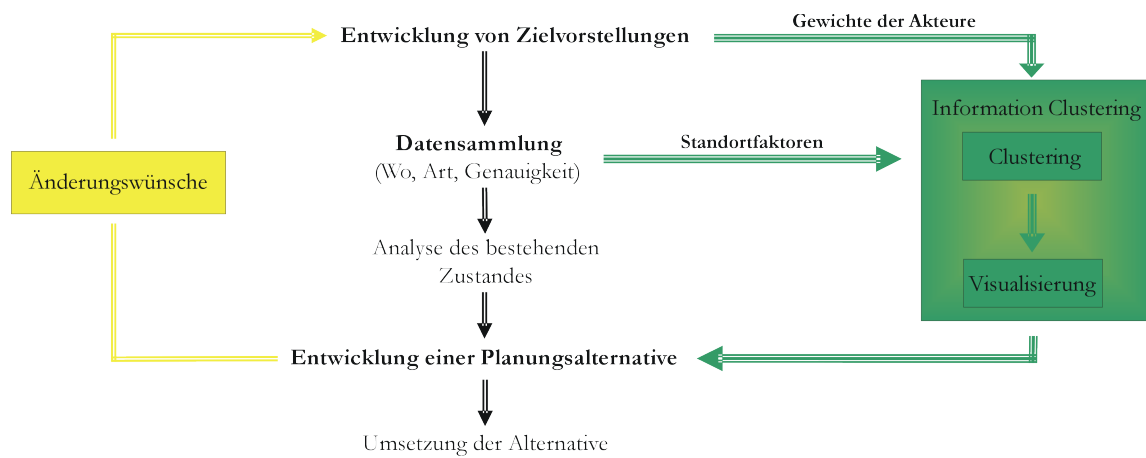 Gewichte der Akteure
Entwicklung von Zielvorstellungen
Information Clustering
Datensammlung
Standortfaktoren
(Wo, Art, Genauigkeit)
Clustering
Änderungswünsche
Analyse des bestehenden
Zustandes
Visualisierung
Entwicklung einer Planungsalternative
Umsetzung der Alternative